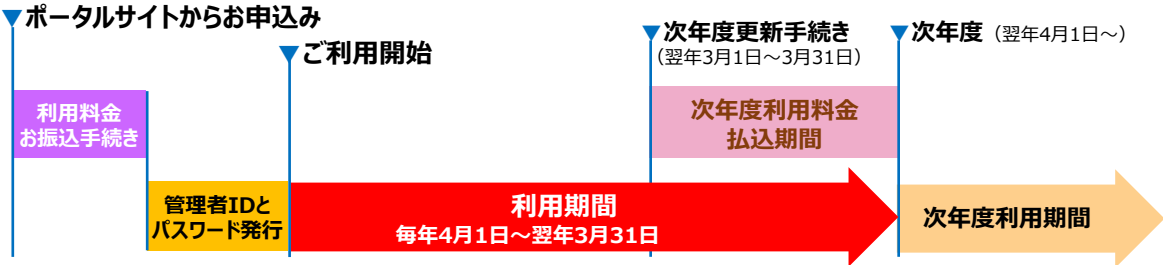 ポータルサイトからお申込み
ご利用開始
次年度更新手続き
（翌年3月1日～3月31日）
次年度（翌年4月1日～）
利用料金
お振込手続き
次年度利用料金
払込期間
管理者IDと
パスワード発行
利用期間
毎年4月1日～翌年3月31日
次年度利用期間